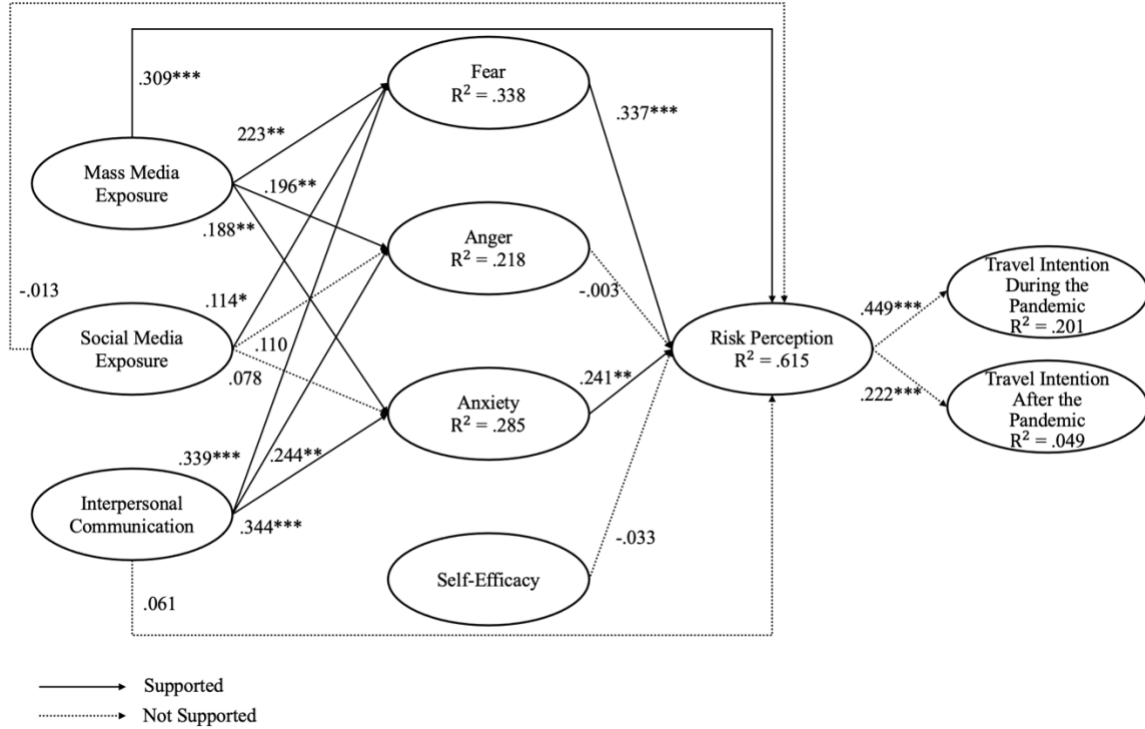 .309***
Fear
R² = .338
.337***
223**
Mass Media
Exposure
.196**
.188**
Anger
R² = .218
-.003
-.013
.114*
Social Media
Exposure
.110
.078
Risk Perception
R² = .615
.449***
.222***
Travel Intention
During the
Pandemic
R² = .201
Travel Intention
After the
Pandemic
R² = .049
.241**
Anxiety
R² = .285
.339***
.244**
Interpersonal
Communication
.344***
-.033
Self-Efficacy
.061
Supported
Not Supported